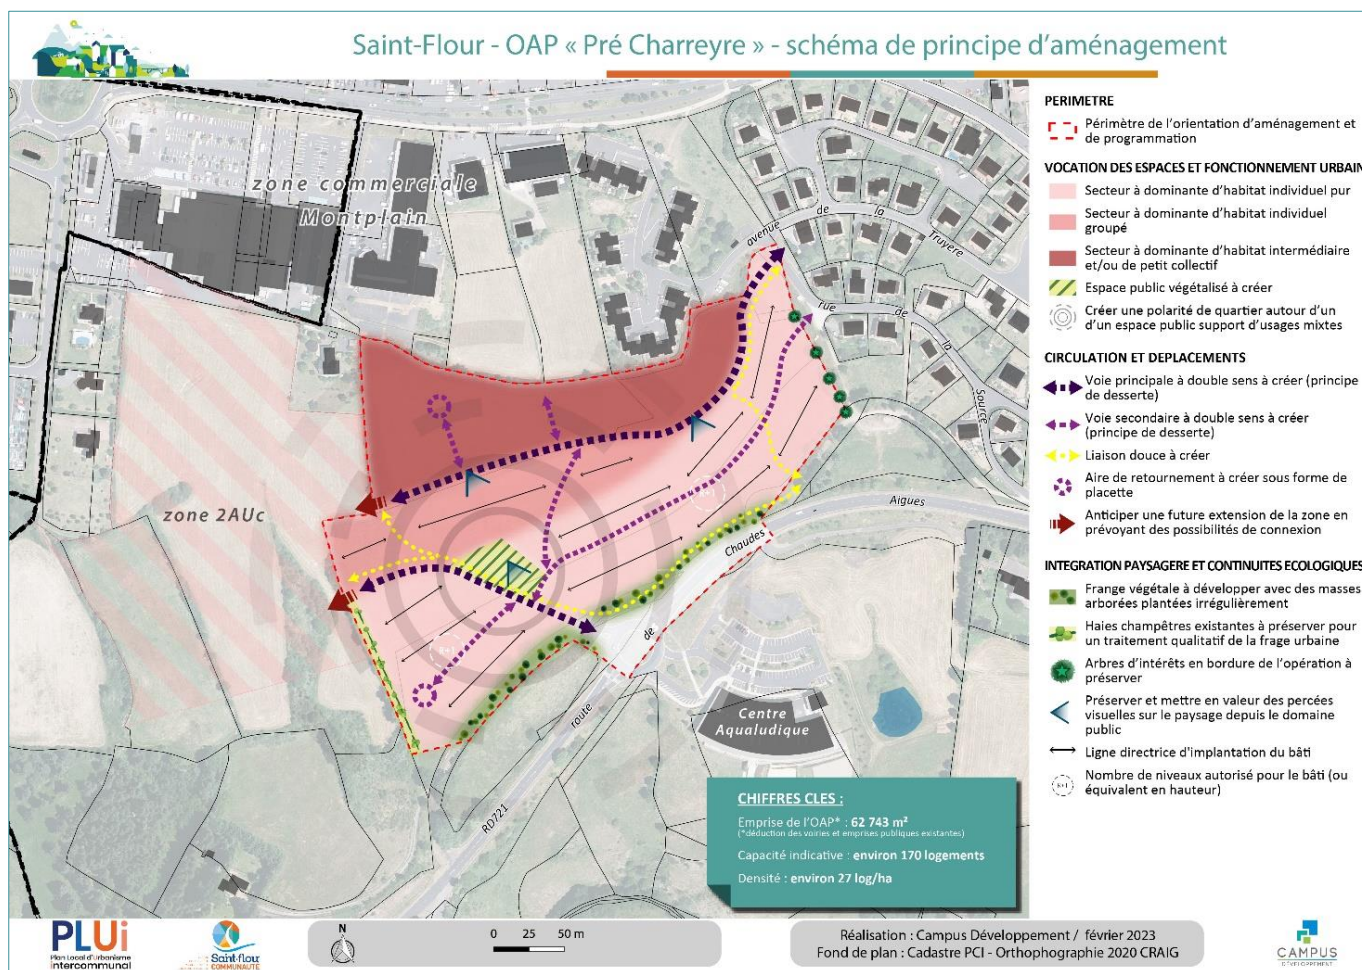 Saint-Flour - OAP « Pré Charreyre » - schéma de principe d’aménagement
zone commerciale
Montplain
avenue de la Truyère
rue de la Source
zone 2AUc
R+1
R+1
route de Chaudes Aigues
RD721
Centre
Aqualudique
PERIMETRE
Périmètre de l’orientation d’aménagement et
de programmation
VOCATION DES ESPACES ET FONCTIONNEMENT URBAIN
Secteur à dominante d’habitat individuel pur
Secteur à dominante d’habitat individuel
groupé
Secteur à dominante d’habitat intermédiaire
et/ou de petit collectif
Espace public végétalisé à créer
Créer une polarité de quartier autour d’un
d’un espace public support d’usages mixtes
CIRCULATION ET DEPLACEMENTS
Voie principale à double sens à créer (principe
de desserte)
Voie secondaire à double sens à créer
(principe de desserte)
Liaison douce à créer
Aire de retournement à créer sous forme de
placette
Anticiper une future extension de la zone en
prévoyant des possibilités de connexion
INTEGRATION PAYSAGERE ET CONTINUITES ECOLOGIQUES
Frange végétale à développer avec des masses
arborées plantées irrégulièrement
Haies champêtres existantes à préserver pour
un traitement qualitatif de la frage urbaine
Arbres d’intérêts en bordure de l’opération à
préserver
Préserver et mettre en valeur des percées
visuelles sur le paysage depuis le domaine
public
Ligne directrice d’implantation du bâti
R+1
Nombre de niveaux autorisé pour le bâti (ou
équivalent en hauteur)
CHIFFRES CLES :
Emprise de l’OAP* : 62 743 m²
(*déduction des voiries et emprises publiques existantes)
Capacité indicative : environ 170 logements
Densité : environ 27 log/ha
PLUi
Plan Local d’Urbanisme
intercommunal
Saint-flour
COMMUNAUTÉ
N
0 25 50 m
Réalisation : Campus Développement / février 2023
Fond de plan : Cadastre PCI - Orthophographie 2020 CRAIG
CAMPUS
DÉVELOPPEMENT